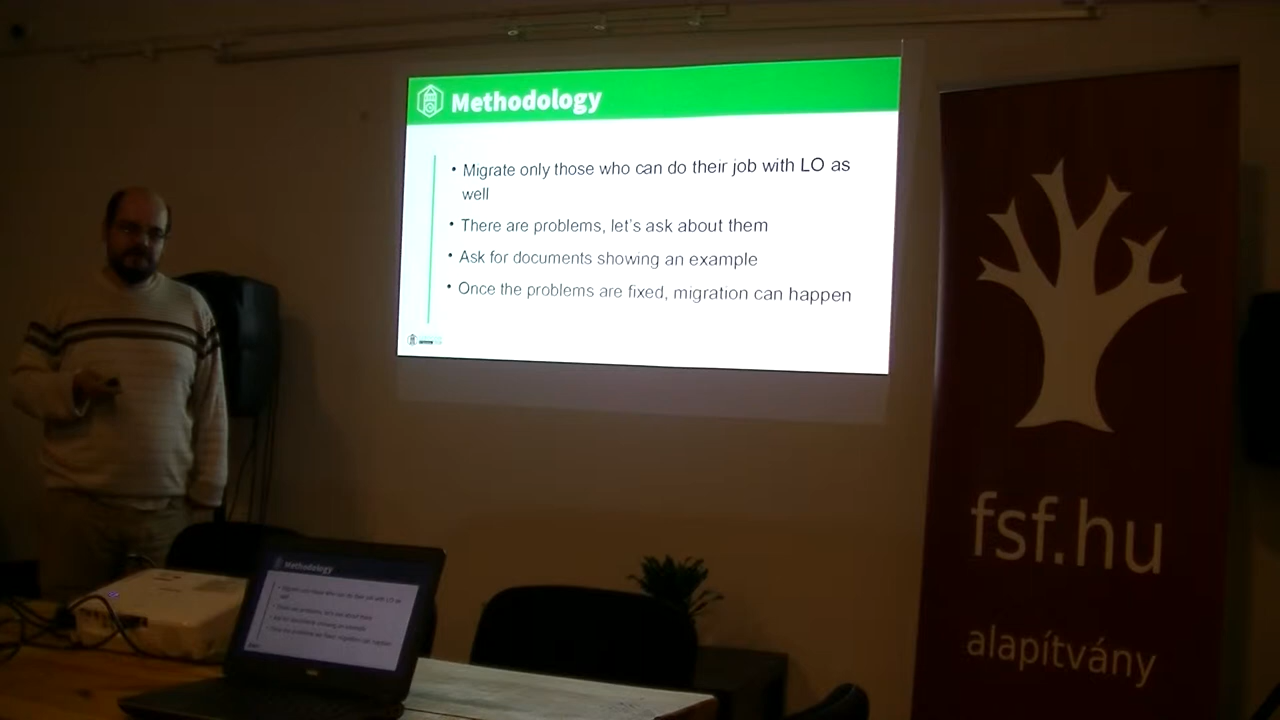 Methodology
• Migrate only those who can do their job with LO as
well
• There are problems, let's ask about them
• Ask for documents showing an example
• Once the problems are fixed, migration can happen
fsf.hu
alapítvány
Methodology